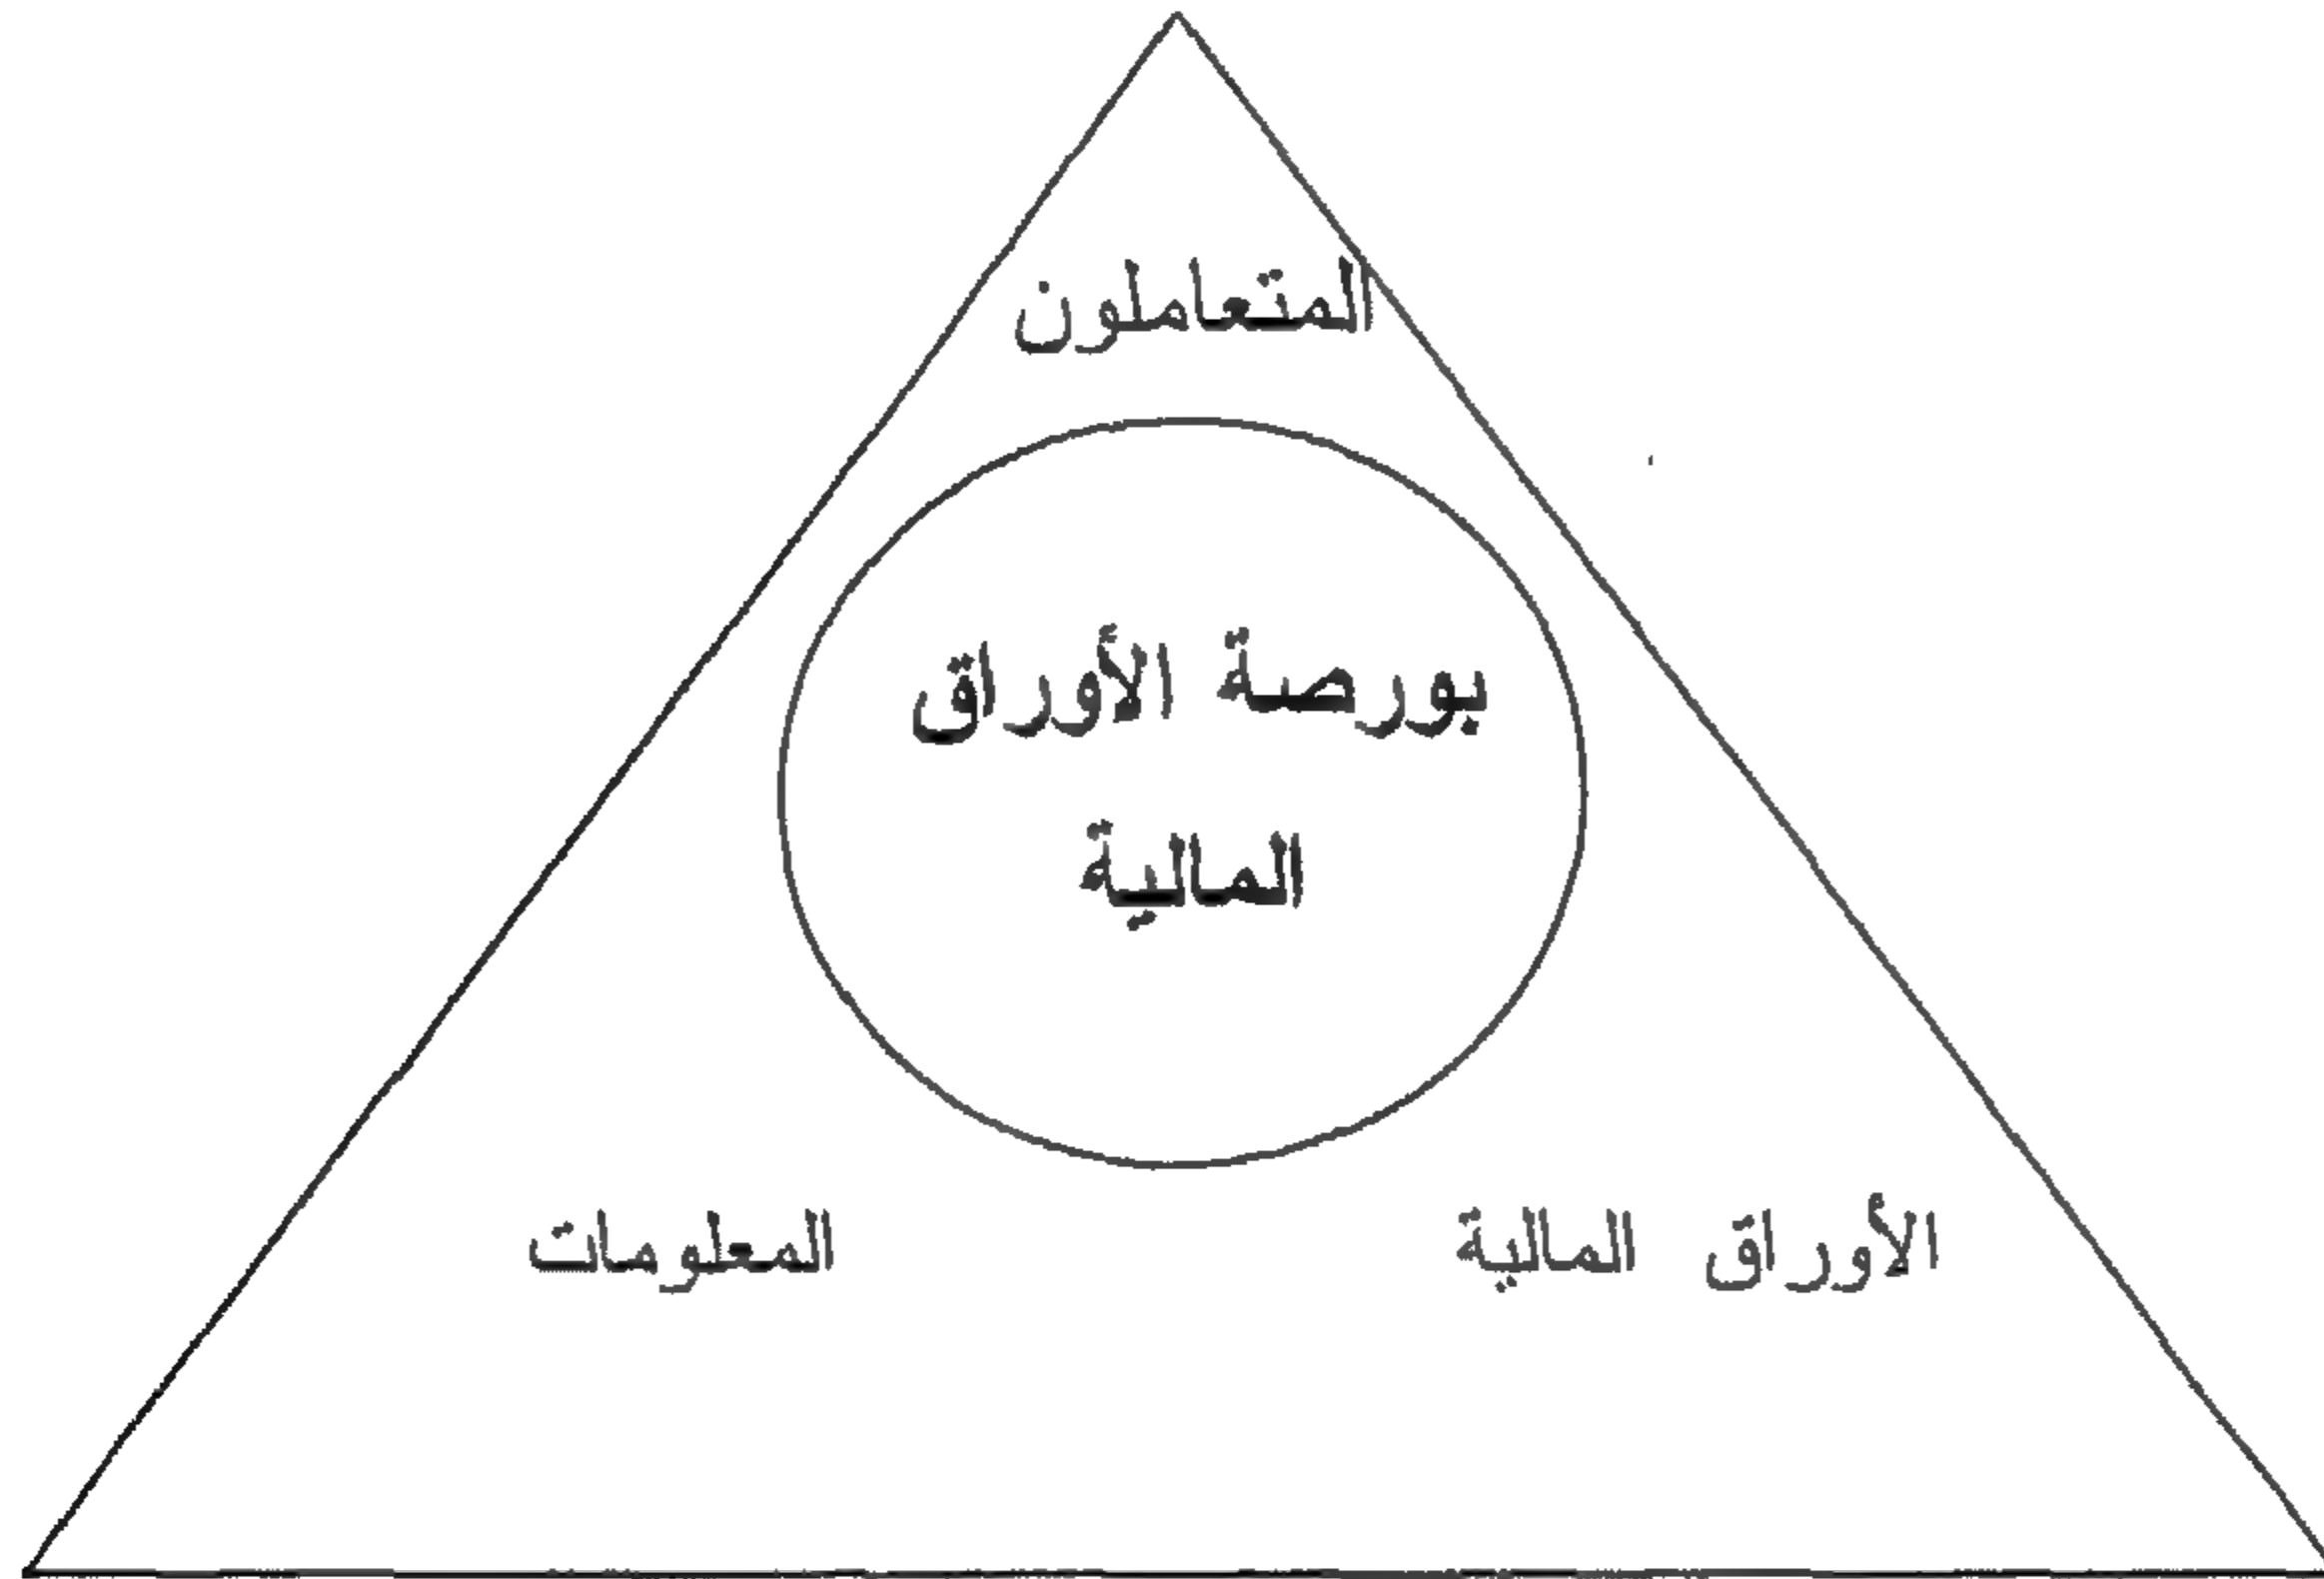 المتعاملون
بورصة الأوراق
المالية
الأوراق المالية
المعلومات